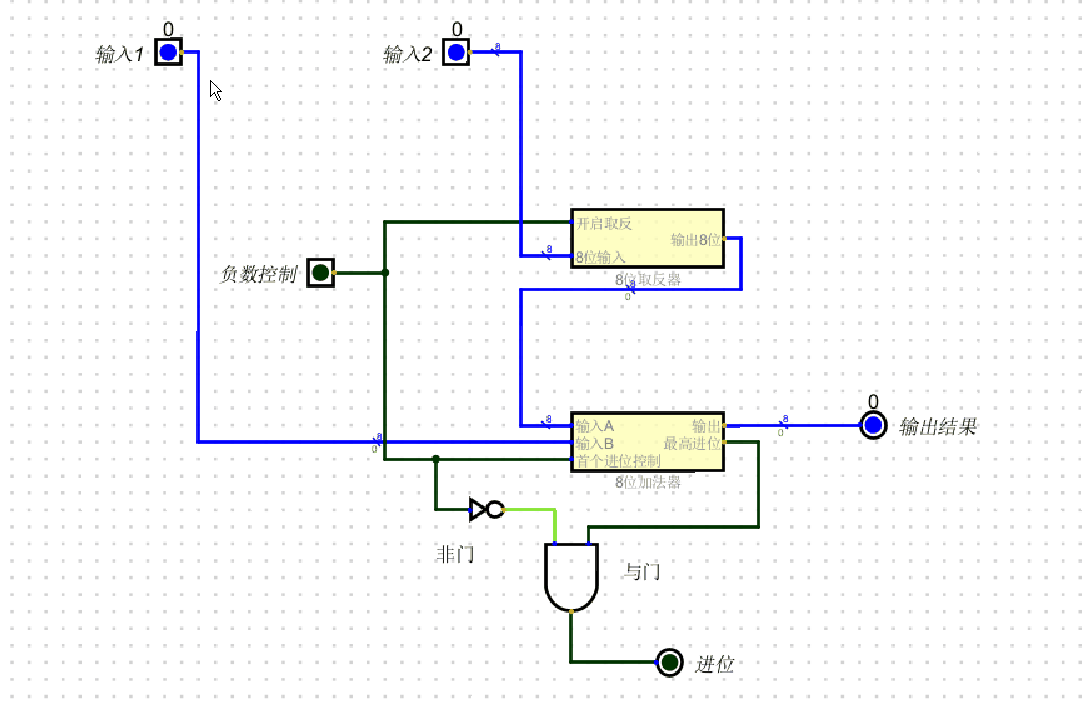 0
0
输入1
输入2
8
开启取反
输出8位
8
8位输入
负数控制
8位取反器
8
0
0
8
输入A
输出
8
0
输出结果
8
0
输入B
最高进位
首个进位控制
8位加法器
非门
与门
进位